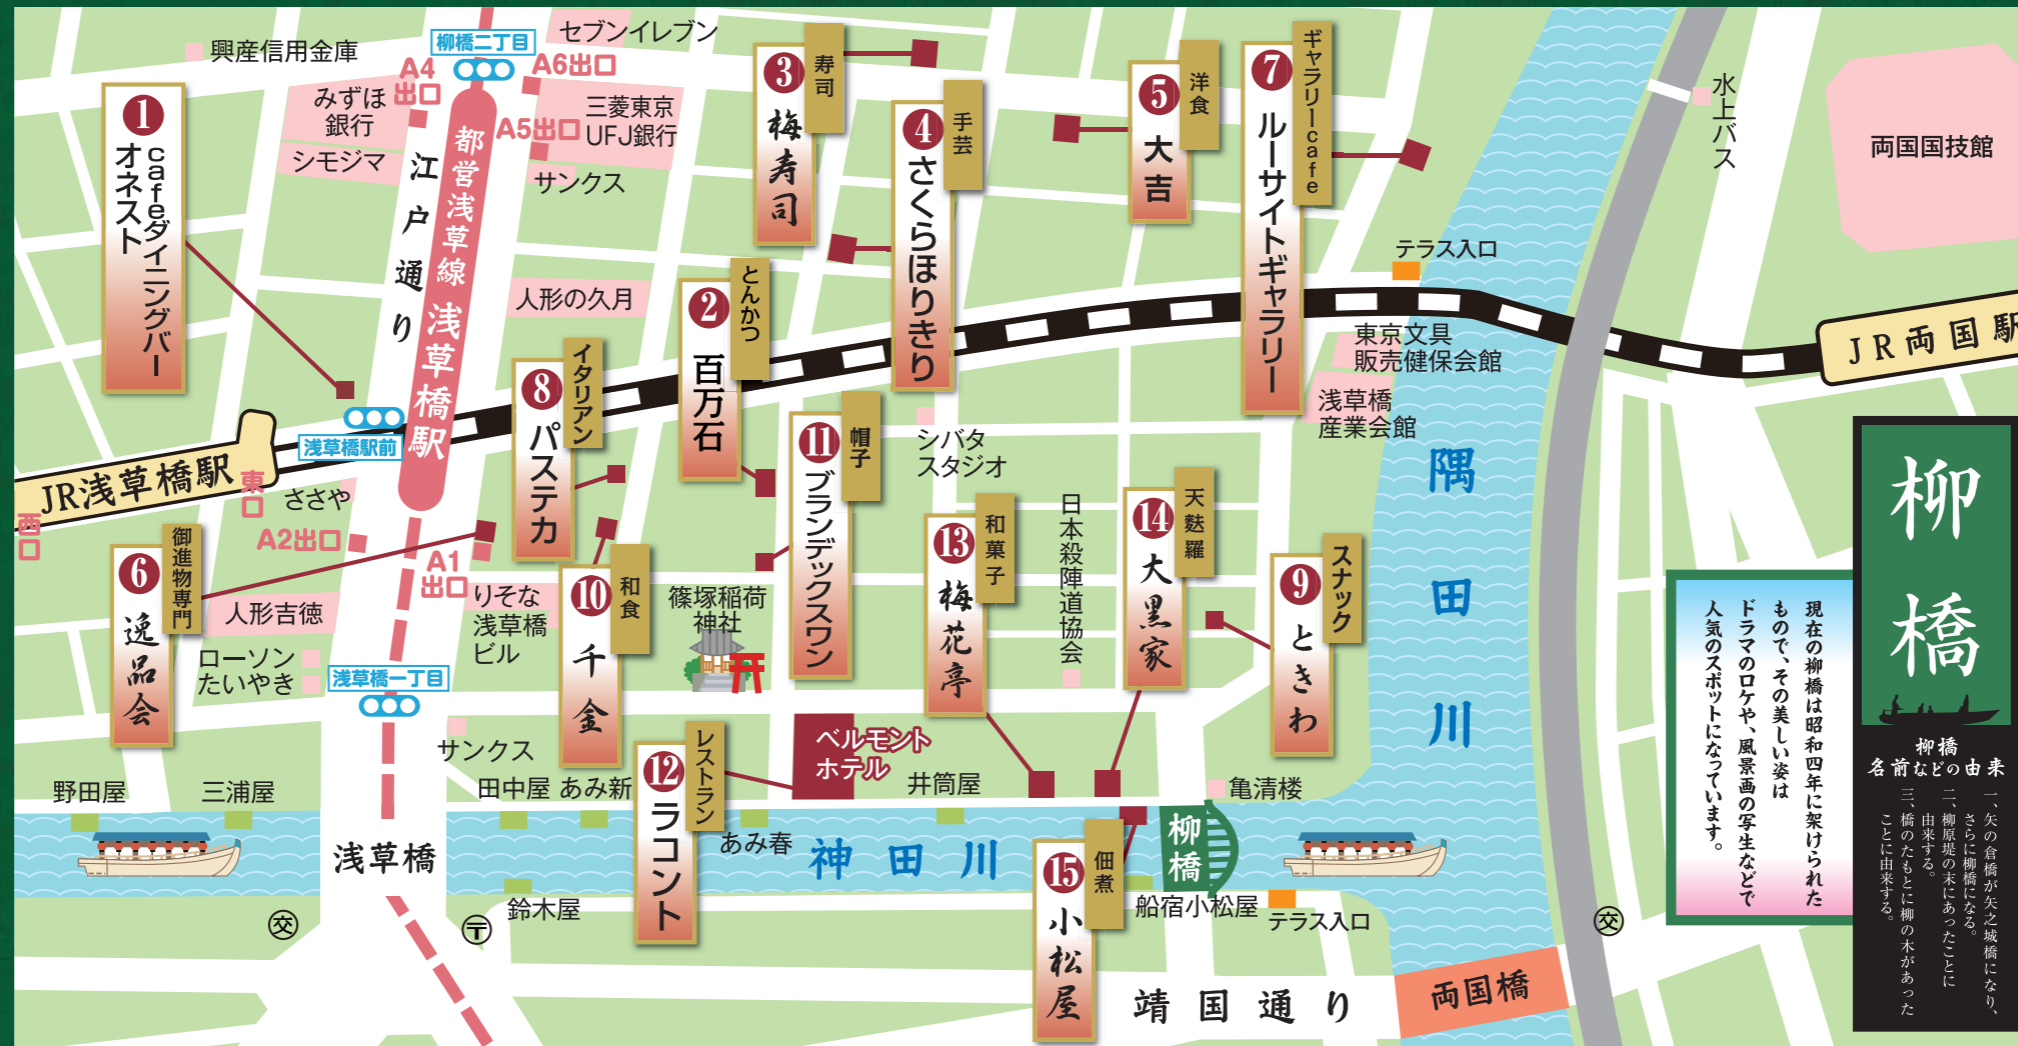 興産信用金庫
柳橋二丁目
セブンイレブン
A4
出口
A6出口
みずほ
銀行
シモジマ
A5出口
三菱東京
UFJ銀行
サンクス
江戸通り
都営浅草線 浅草橋駅
❶
cafeダイニングバー
オネスト
❸
寿司
梅寿司
❹
手芸
さくらほりきり
❺
洋食
大吉
❼
ギャラリーcafe
ルーサイトギャラリー
水上バス
両国国技館
テラス入口
人形の久月
❷
とんかつ
百万石
東京文具
販売健保会館
浅草橋
産業会館
JR両国駅
浅草橋駅前
JR浅草橋駅
東口
西口
ささや
A2出口
A1
出口
❽
イタリアン
パステカ
⓫
帽子
ブランデックスワン
シバタ
スタジオ
❻
御進物専門
逸品会
人形吉徳
ローソン
たいやき
りそな
浅草橋
ビル
浅草橋一丁目
❿
和食
千金
篠塚稲荷
神社
⓭
和菓子
梅花亭
日本殺陣道協会
⓮
天麩羅
大黒家
❾
スナック
ときわ
隅田川
サンクス
⓬
レストラン
ラコント
ベルモント
ホテル
野田屋
三浦屋
田中屋
あみ新
井筒屋
亀清楼
浅草橋
あみ春
神田川
柳橋
鈴木屋
⓯
佃煮
小松屋
船宿小松屋
テラス入口
交
〒
交
靖国通り
両国橋
現在の柳橋は昭和四年に架けられた
もので、その美しい姿は
ドラマのロケや、風景画の写生などで
人気のスポットになっています。
柳橋
柳橋
名前などの由来
一、矢の倉橋が矢之城橋になり、
さらに柳橋になる。
二、柳原堤の末にあったことに
由来する。
三、橋のたもとに柳の木があった
ことに由来する。